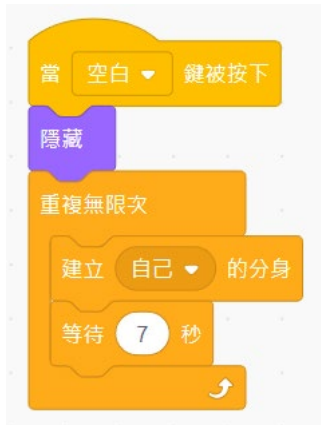 當 空白 鍵被按下
隱藏
重複無限次
建立 自己 的分身
等待 7 秒